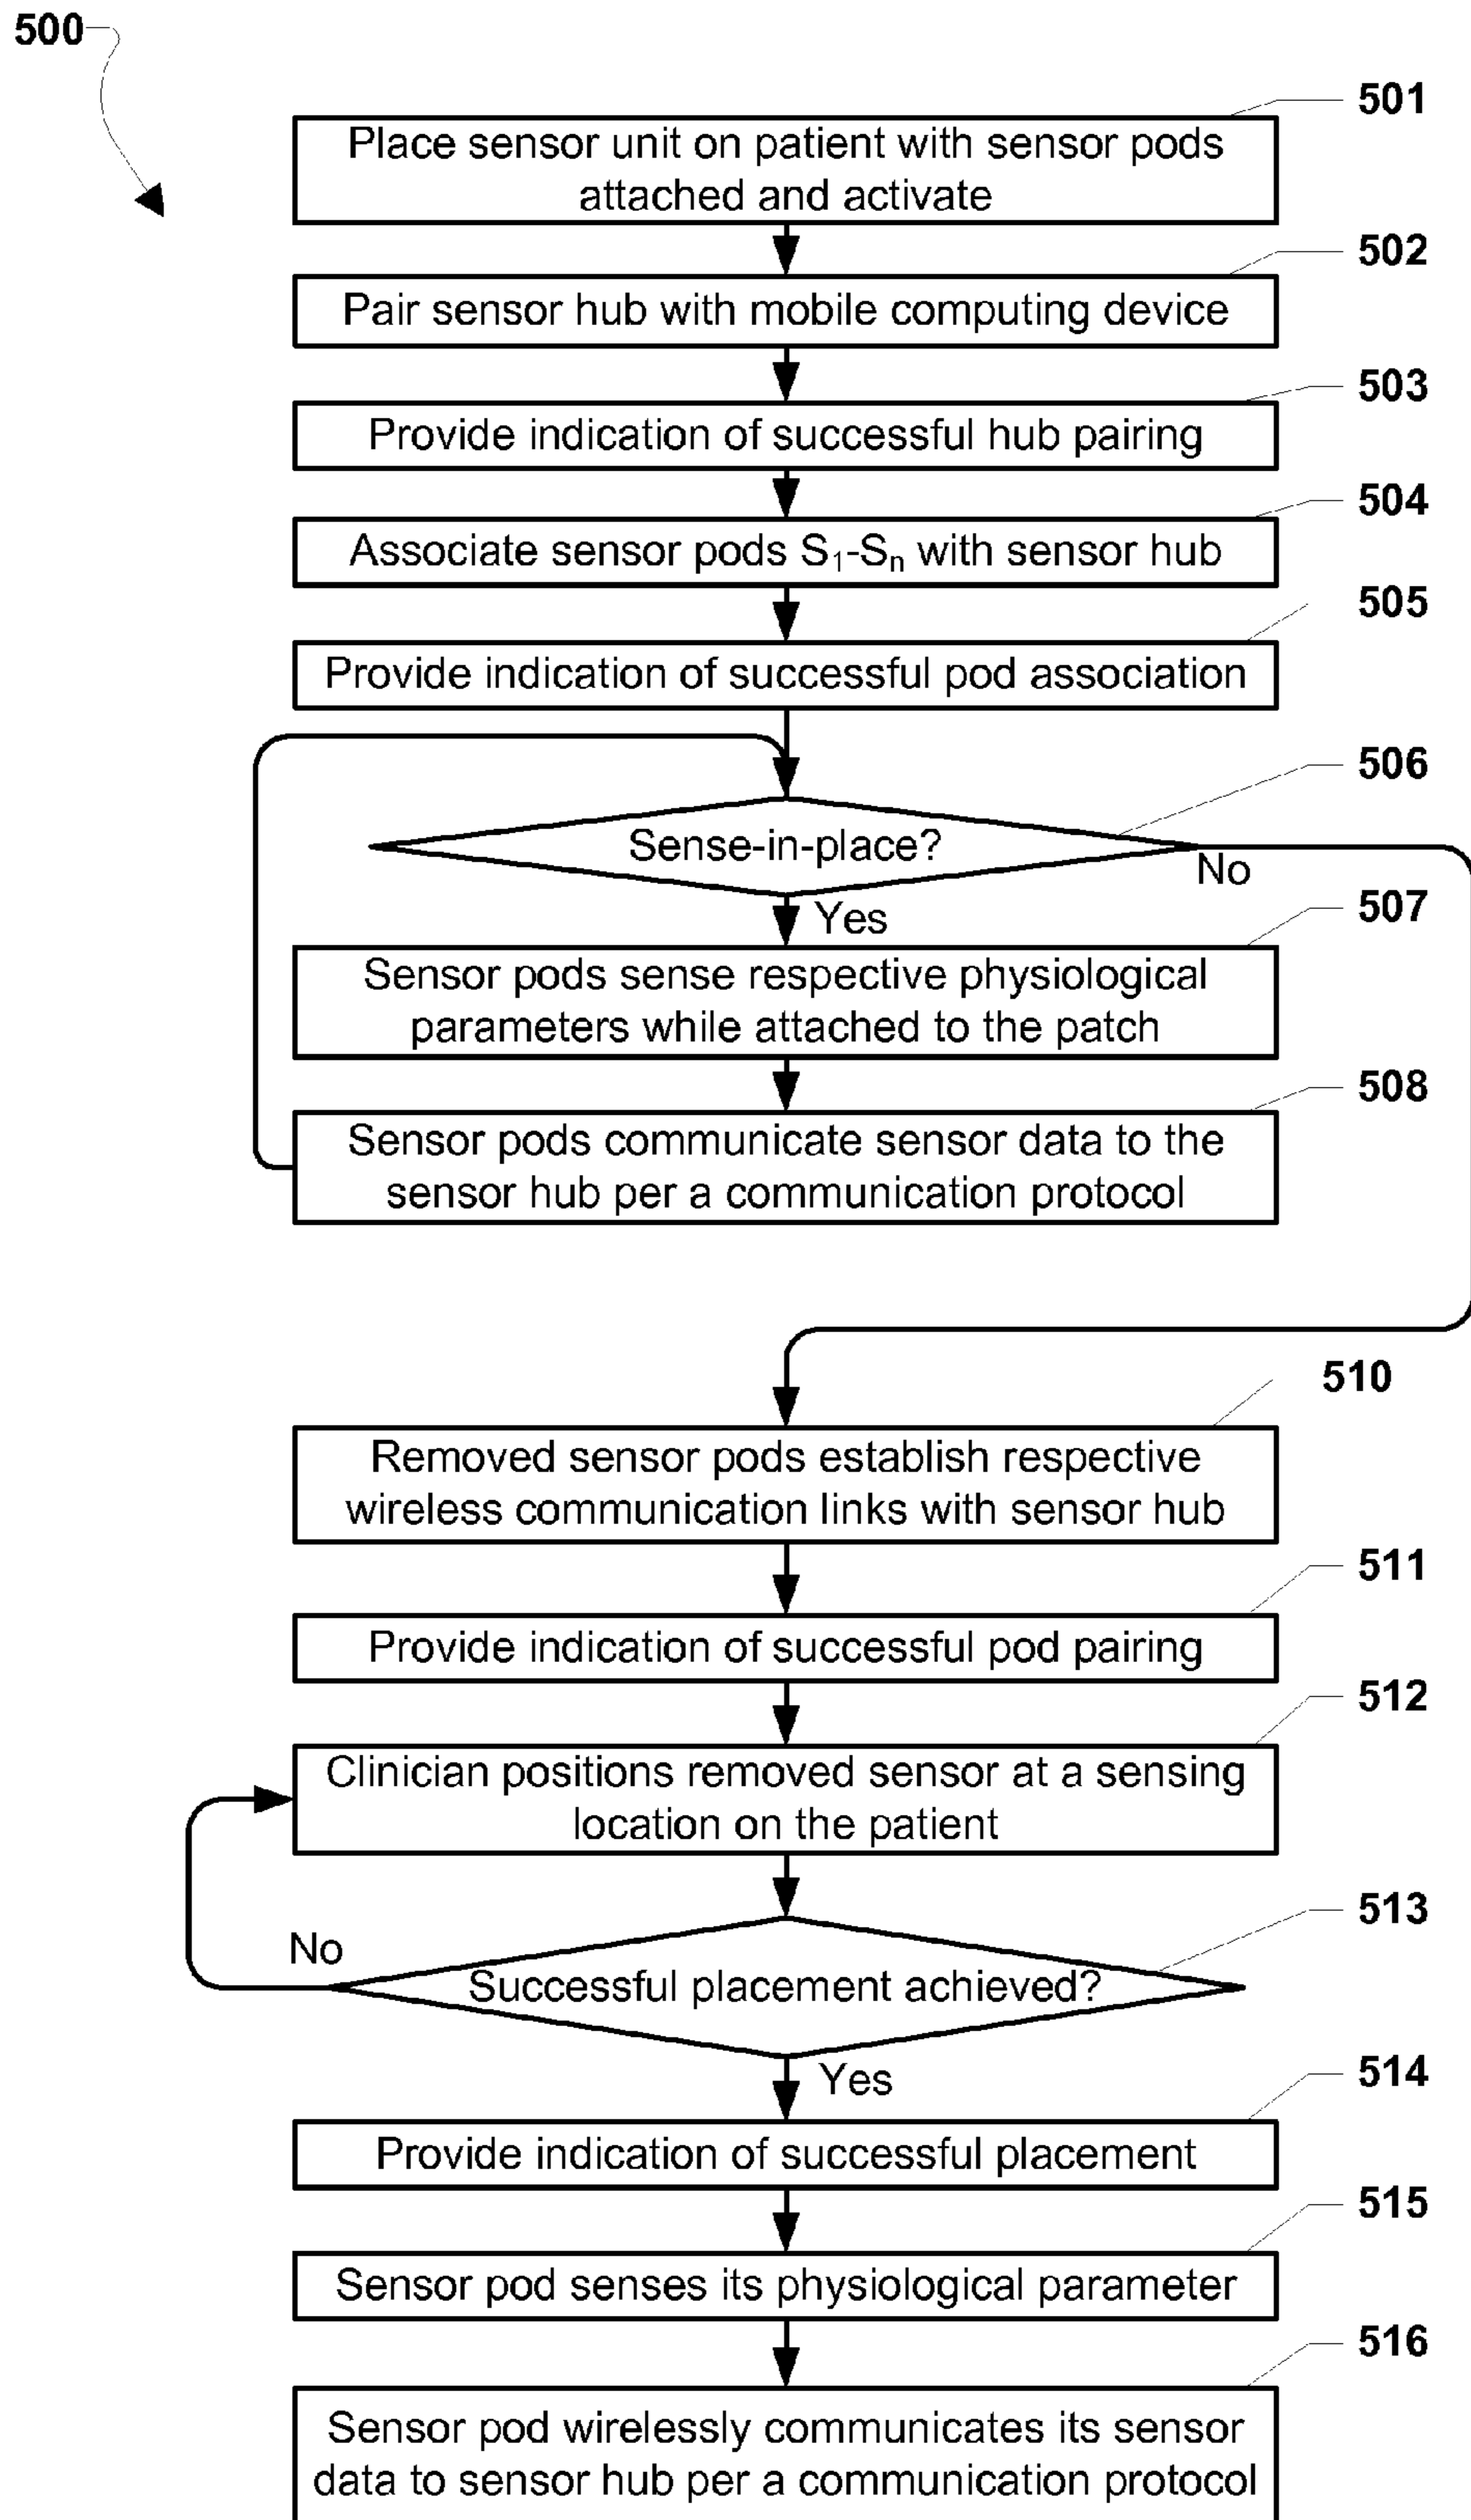 500
501
Place sensor unit on patient with sensor pods
attached and activate
502
Pair sensor hub with mobile computing device
503
Provide indication of successful hub pairing
504
Associate sensor pods S₁-Sₙ with sensor hub
505
Provide indication of successful pod association
506
Sense-in-place?
No
Yes
507
Sensor pods sense respective physiological
parameters while attached to the patch
508
Sensor pods communicate sensor data to the
sensor hub per a communication protocol
510
Removed sensor pods establish respective
wireless communication links with sensor hub
511
Provide indication of successful pod pairing
512
Clinician positions removed sensor at a sensing
location on the patient
513
No
Successful placement achieved?
Yes
514
Provide indication of successful placement
515
Sensor pod senses its physiological parameter
516
Sensor pod wirelessly communicates its sensor
data to sensor hub per a communication protocol